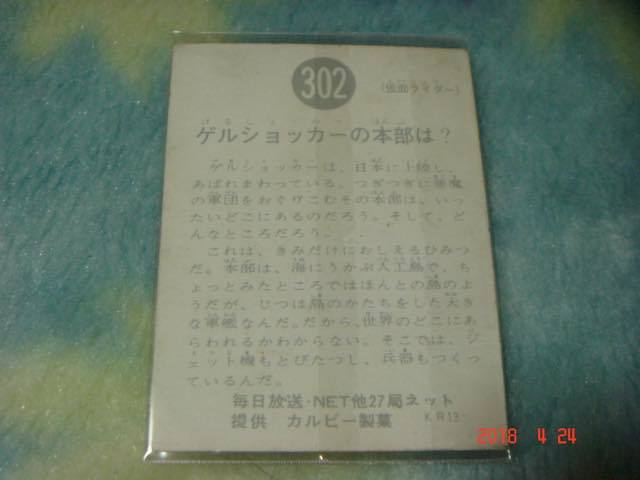 302
(仮面ライダー)
ゲルショッカーの本部は?
ゲルショッカーは、日本に上陸し、
あばれまわっている。つぎつぎに悪魔
の軍団をおくりこむその本部は、いっ
たいどこにあるのだろう。そして、どん
なところだろう。
これは、きみだけにおしえるひみつ
だ。本部は、海にうかぶ人工島で、ち
ょっとみたところではほんとの島のよ
うだが、じつは島のかたちをした大き
な軍艦なんだ。だから、世界のどこにあ
らわれるかわからない。そこでは、ジ
ェット機もとびたつし、兵器もつくっ
ているんだ。
毎日放送・NET他27局ネット
提供 カルビー製菓
KR13
2018 4 24